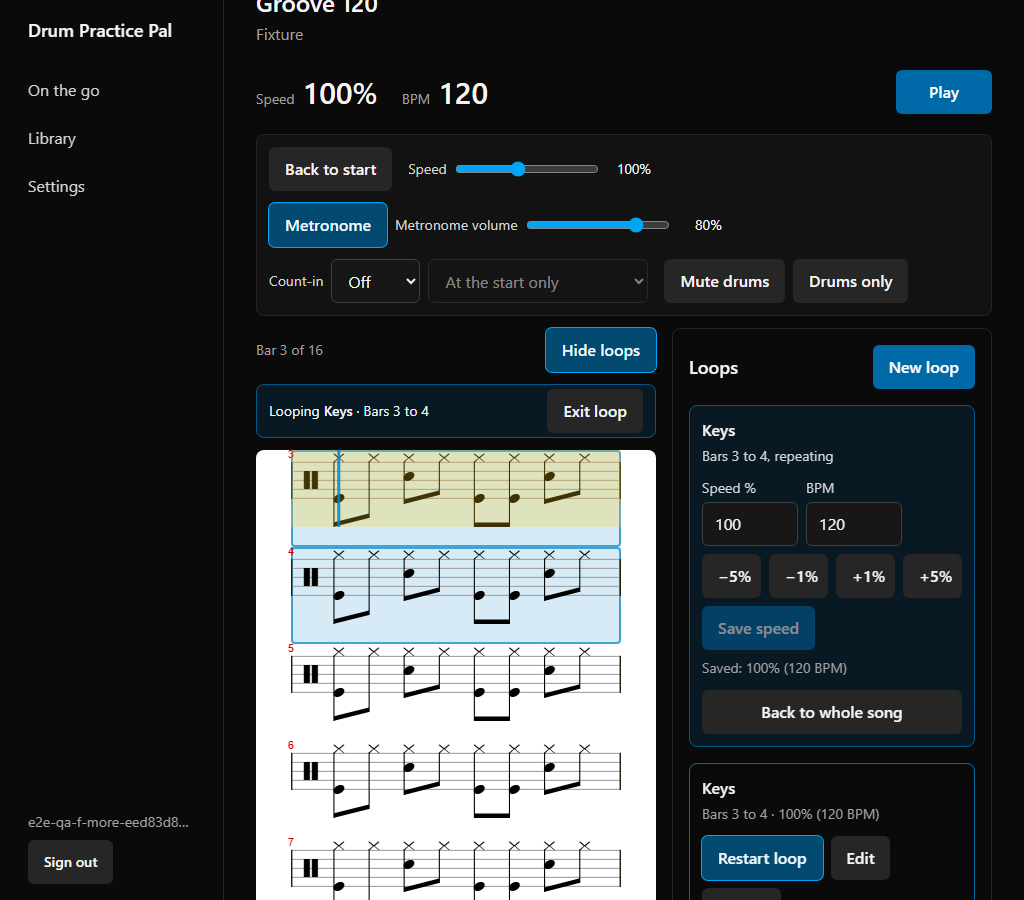 Drum Practice Pal
On the go
Library
Settings
e2e-qa-f-more-eed83d8...
Sign out
Groove 120
Fixture
Speed 100% BPM 120
Play
Back to start Speed 100%
Metronome Metronome volume 80%
Count-in Off At the start only Mute drums Drums only
Bar 3 of 16
Hide loops
Looping Keys · Bars 3 to 4 Exit loop
3
4
5
6
7
Loops
New loop
Keys
Bars 3 to 4, repeating
Speed % BPM
100 120
−5% −1% +1% +5%
Save speed
Saved: 100% (120 BPM)
Back to whole song
Keys
Bars 3 to 4 · 100% (120 BPM)
Restart loop Edit